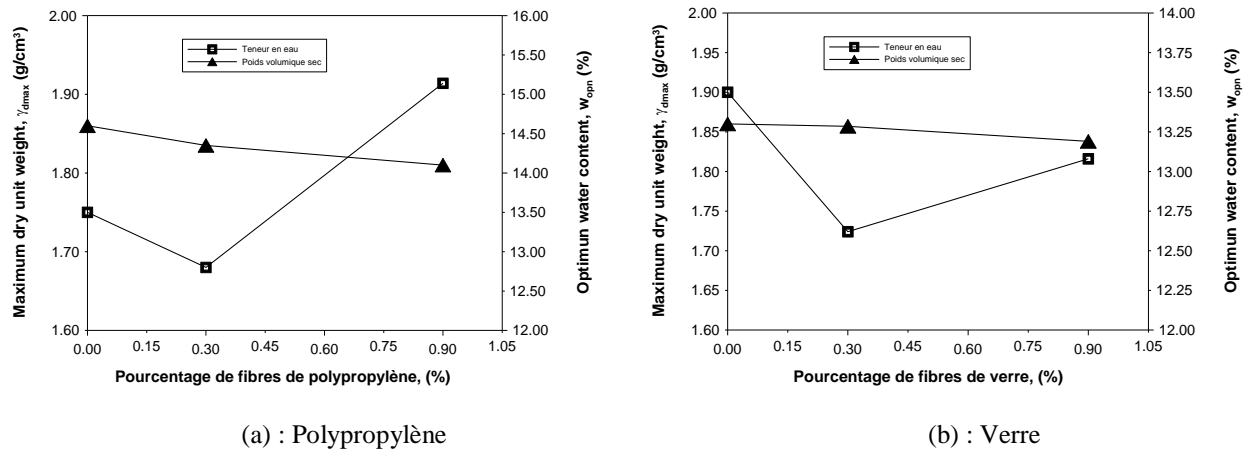 2.00
1.90
1.80
1.70
1.60
Maximum dry unit weight, γdmax (g/cm³)
Teneur en eau
Poids volumique sec
16.00
15.50
15.00
14.50
14.00
13.50
13.00
12.50
12.00
Optimun water content, wopn (%)
0.00 0.15 0.30 0.45 0.60 0.75 0.90 1.05
Pourcentage de fibres de polypropylène, (%)
(a) : Polypropylène
2.00
1.95
1.90
1.85
1.80
1.75
1.70
1.65
1.60
Maximum dry unit weight, γdmax (g/cm³)
Teneur en eau
Poids volumique sec
14.00
13.75
13.50
13.25
13.00
12.75
12.50
12.25
12.00
Optimun water content, wopn (%)
0.00 0.15 0.30 0.45 0.60 0.75 0.90 1.05
Pourcentage de fibres de verre, (%)
(b) : Verre